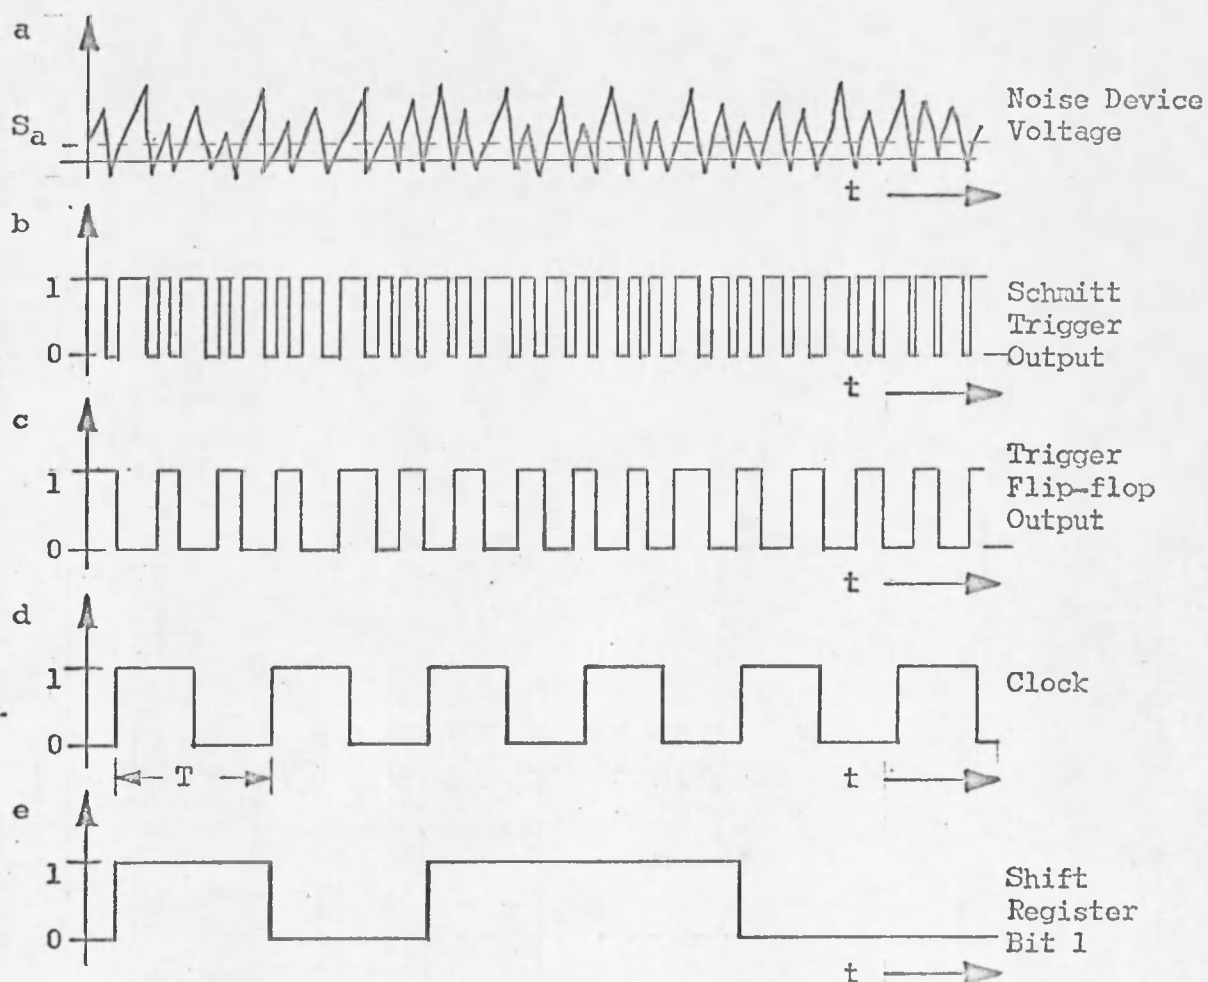 a
Noise Device
Voltage
Sa
t
b
1
0
Schmitt
Trigger
Output
t
c
1
0
Trigger
Flip-flop
Output
t
d
1
0
Clock
T
t
e
1
0
Shift
Register
Bit 1
t